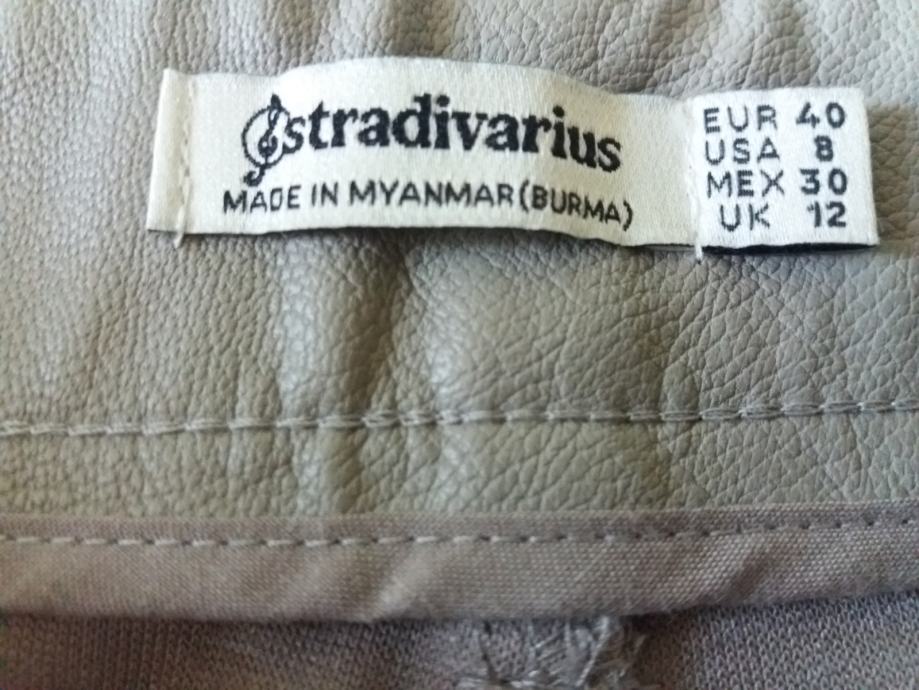 stradivarius
MADE IN MYANMAR (BURMA)
EUR 40
USA 8
MEX 30
UK 12